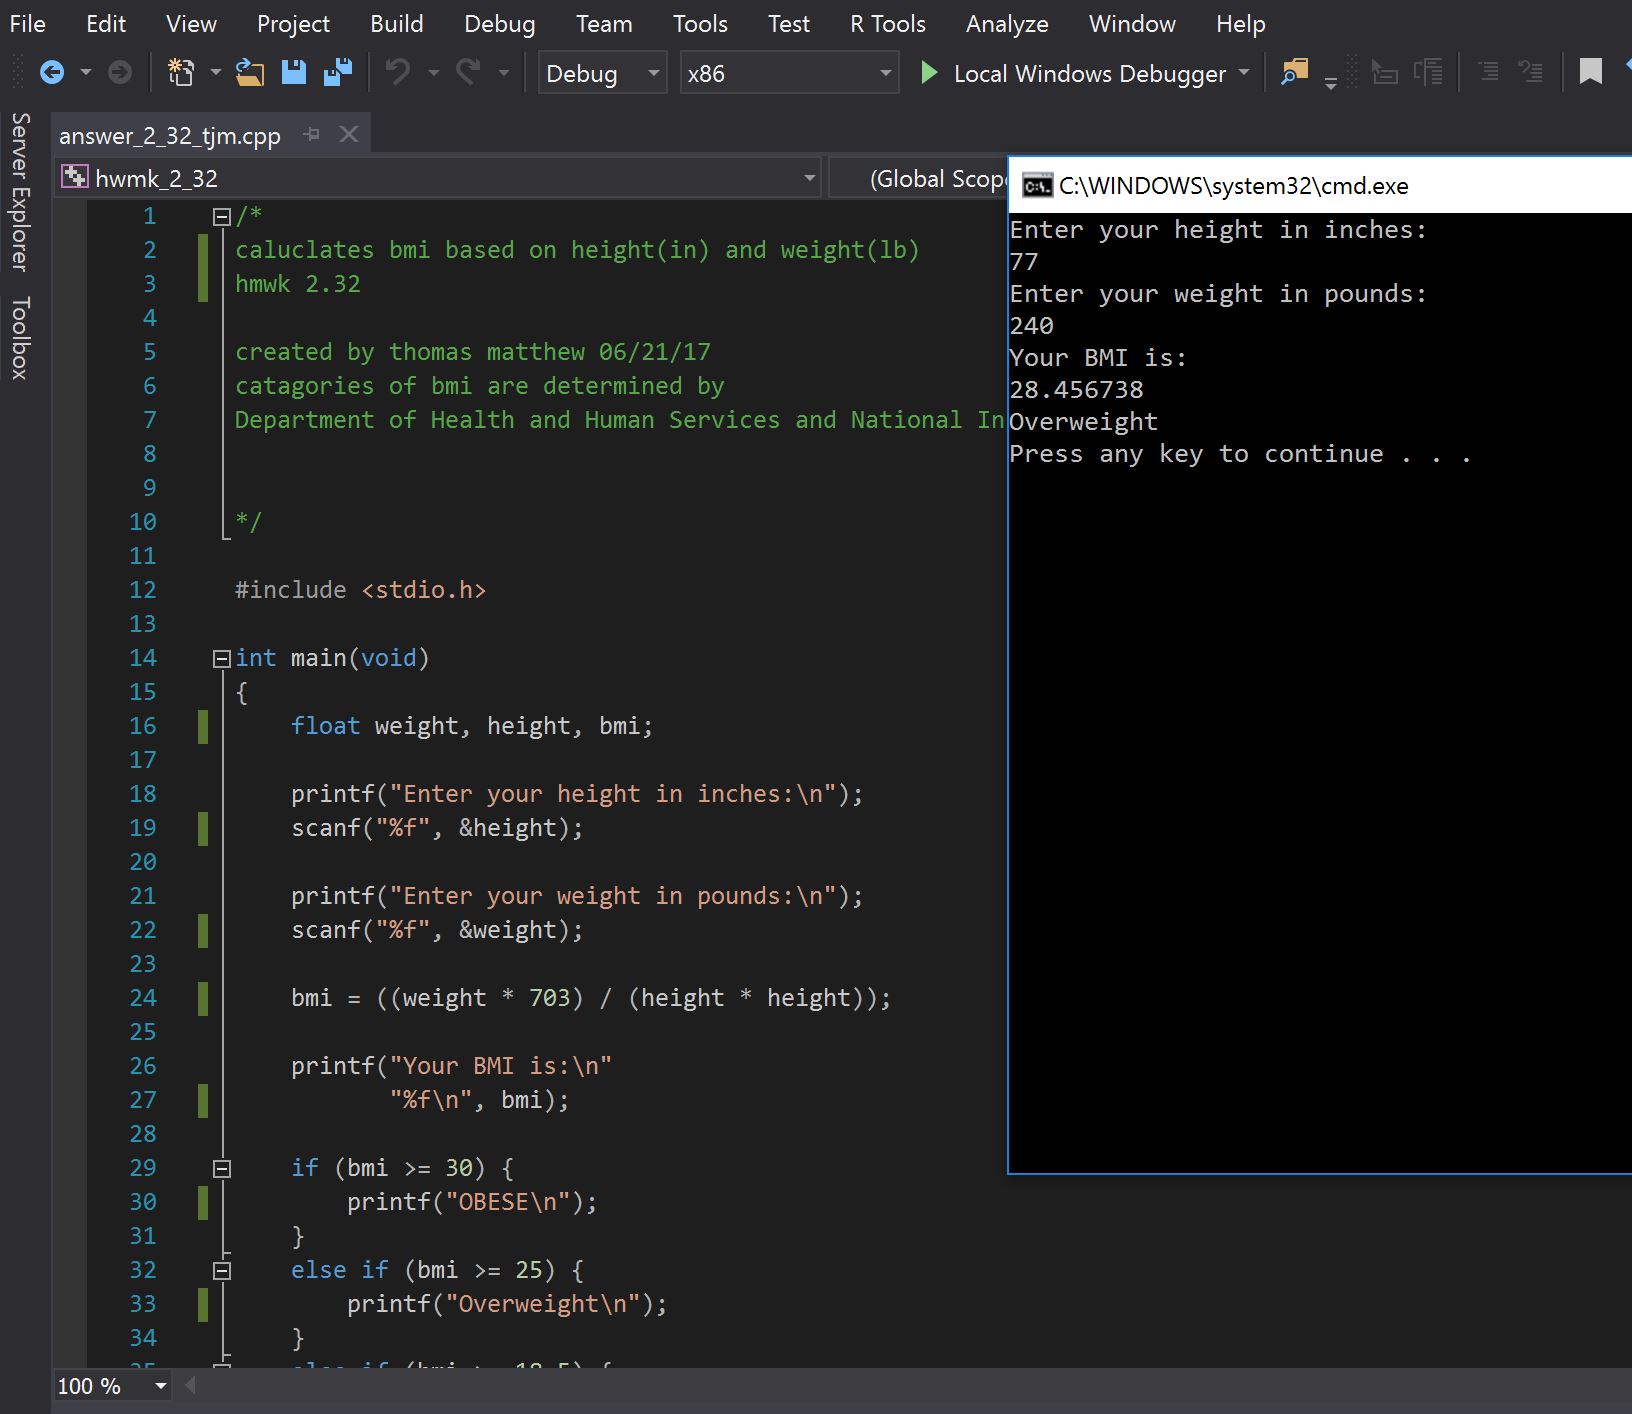 File Edit View Project Build Debug Team Tools Test R Tools Analyze Window Help
Debug x86 Local Windows Debugger
Server Explorer
Toolbox
answer_2_32_tjm.cpp
hwmk_2_32 (Global Scop
1 /*
2 caluclates bmi based on height(in) and weight(lb)
3 hmwk 2.32
4
5 created by thomas matthew 06/21/17
6 catagories of bmi are determined by
7 Department of Health and Human Services and National In
8
9
10 */
11
12 #include <stdio.h>
13
14 int main(void)
15 {
16 float weight, height, bmi;
17
18 printf("Enter your height in inches:\n");
19 scanf("%f", &height);
20
21 printf("Enter your weight in pounds:\n");
22 scanf("%f", &weight);
23
24 bmi = ((weight * 703) / (height * height));
25
26 printf("Your BMI is:\n"
27 "%f\n", bmi);
28
29 if (bmi >= 30) {
30 printf("OBESE\n");
31 }
32 else if (bmi >= 25) {
33 printf("Overweight\n");
34 }
100 %
C:\WINDOWS\system32\cmd.exe
Enter your height in inches:
77
Enter your weight in pounds:
240
Your BMI is:
28.456738
Overweight
Press any key to continue . . .